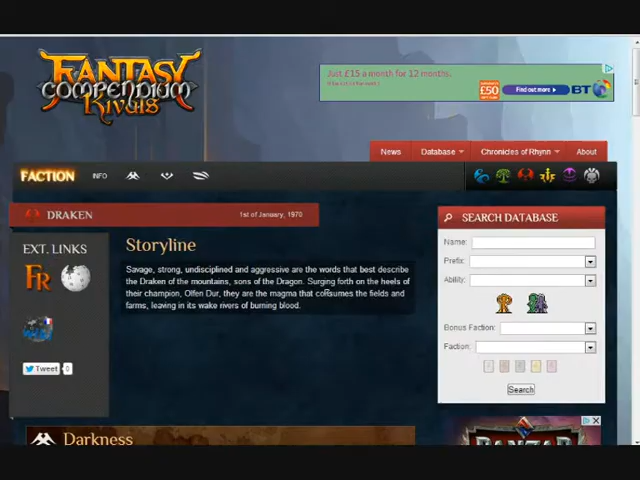 FANTASY
COMPENDIUM
Rivals
Just £15 a month for 12 months.
£50
Find out more
BT
News
Database
Chronicles of Rhynn
About
FACTION
INFO
DRAKEN
1st of January, 1970
SEARCH DATABASE
EXT. LINKS
FR
Tweet
0
Storyline
Savage, strong, undisciplined and aggressive are the words that best describe
the Draken of the mountains, sons of the Dragon. Surging forth on the heels of
their champion, Olfen Dur, they are the magma that consumes the fields and
farms, leaving in its wake rivers of burning blood.
Name:
Prefix:
Ability:
Bonus Faction:
Faction:
Search
Darkness